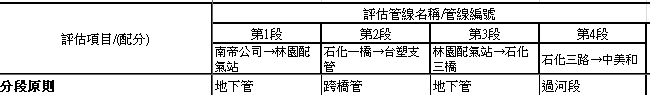 評估項目/(配分)
評估管線名稱/管線編號
第1段
第2段
第3段
第4段
南帝公司→林園配氣站
石化一橋→台塑支管
林園配氣站→石化三橋
石化三路→中美和
分段原則
地下管
跨橋管
地下管
過河段